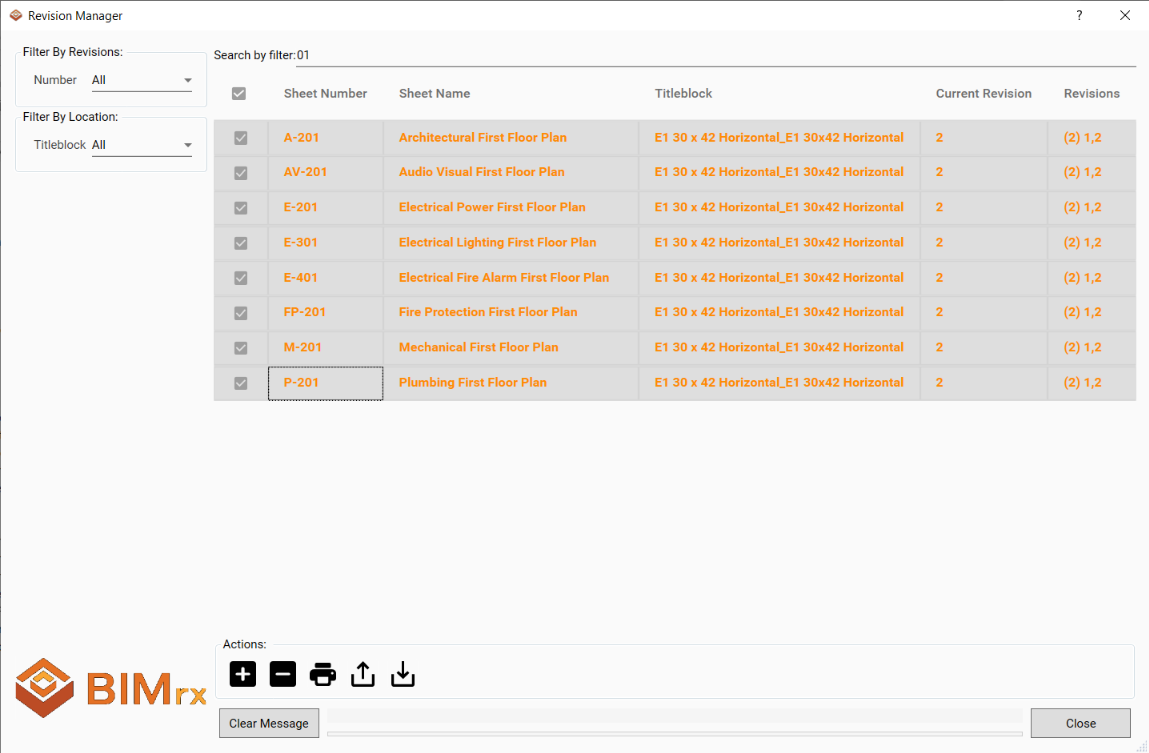 Revision Manager
?
Filter By Revisions:
Number All
Filter By Location:
Titleblock All
Search by filter: 01
Sheet Number Sheet Name Titleblock Current Revision Revisions
A-201 Architectural First Floor Plan E1 30 x 42 Horizontal_E1 30x42 Horizontal 2 (2) 1,2
AV-201 Audio Visual First Floor Plan E1 30 x 42 Horizontal_E1 30x42 Horizontal 2 (2) 1,2
E-201 Electrical Power First Floor Plan E1 30 x 42 Horizontal_E1 30x42 Horizontal 2 (2) 1,2
E-301 Electrical Lighting First Floor Plan E1 30 x 42 Horizontal_E1 30x42 Horizontal 2 (2) 1,2
E-401 Electrical Fire Alarm First Floor Plan E1 30 x 42 Horizontal_E1 30x42 Horizontal 2 (2) 1,2
FP-201 Fire Protection First Floor Plan E1 30 x 42 Horizontal_E1 30x42 Horizontal 2 (2) 1,2
M-201 Mechanical First Floor Plan E1 30 x 42 Horizontal_E1 30x42 Horizontal 2 (2) 1,2
P-201 Plumbing First Floor Plan E1 30 x 42 Horizontal_E1 30x42 Horizontal 2 (2) 1,2
Actions:
BIMrx
Clear Message
Close